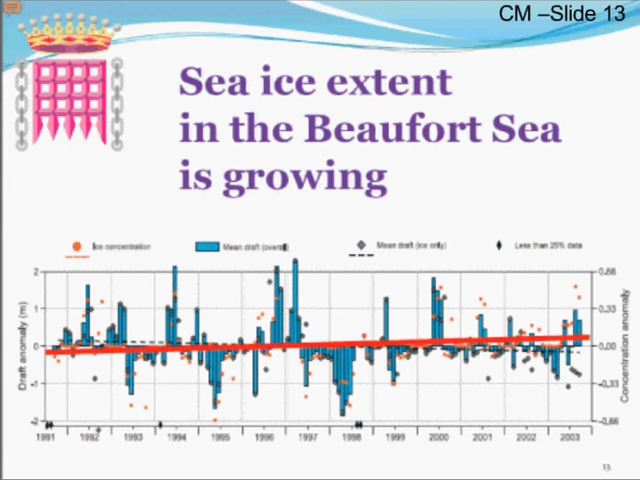 CM –Slide 13
Sea ice extent
in the Beaufort Sea
is growing
Ice concentration Mean draft (overall) Mean draft (ice only) Less than 25% data
2 0,66
1 0,33
0 0,00
-1 -0,33
-2 -0,66
Draft anomaly (m)
Concentration anomaly
1991 1992 1993 1994 1995 1996 1997 1998 1999 2000 2001 2002 2003
13